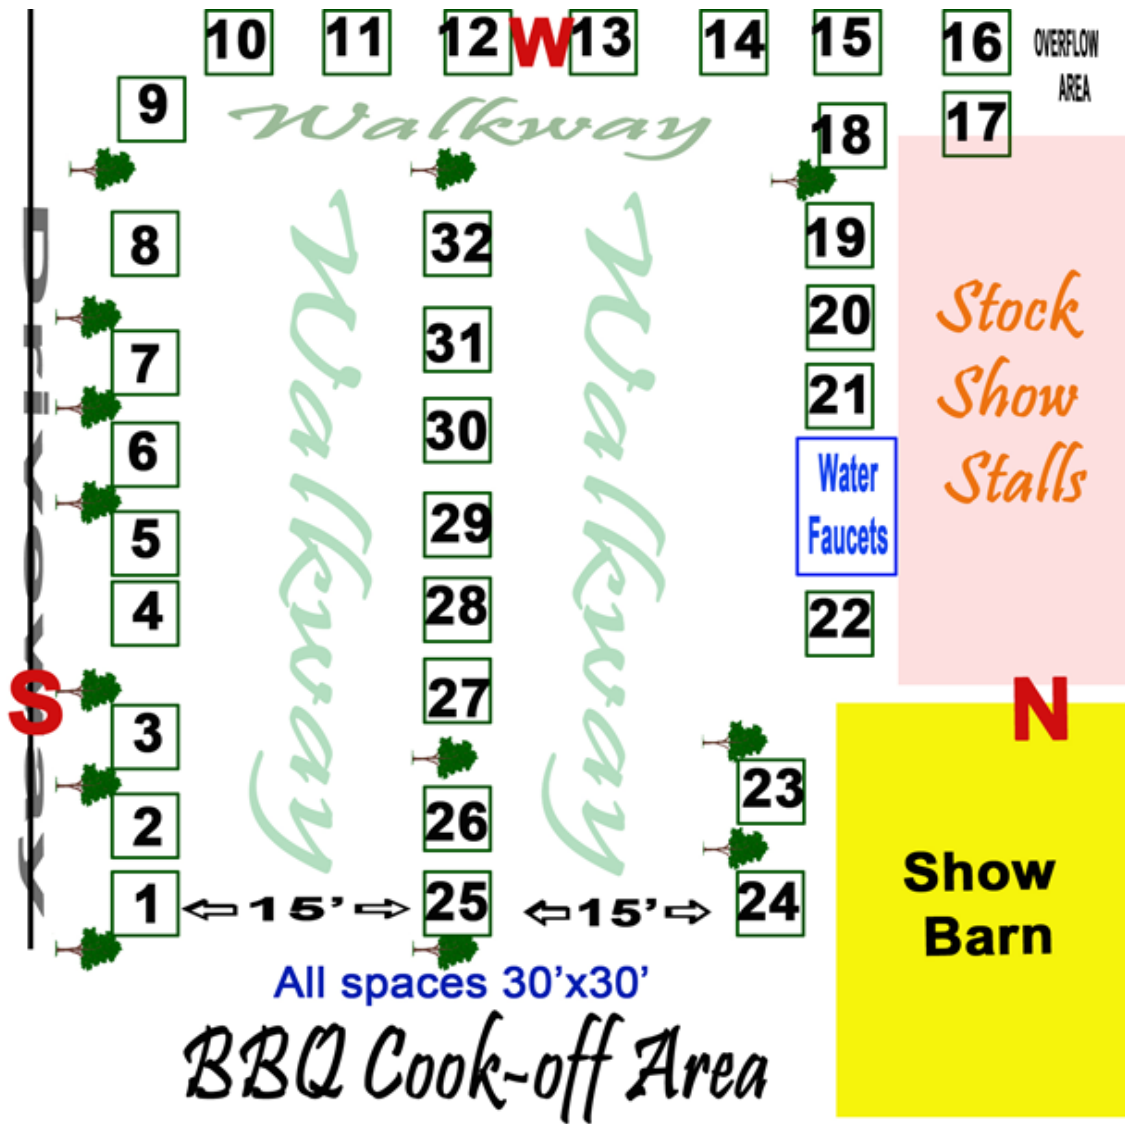 10 11 12 W 13 14 15 16 OVERFLOW
AREA
9 Walkway 18 17
8 32 19
Driveway
Walkway
Walkway
Stock
Show
Stalls
7 31 20
6 30 21
Water
Faucets
5 29
4 28 22
S 27 N
3
2 26 23
1 15' 25 15' 24
Show
Barn
All spaces 30'x30'
BBQ Cook-off Area